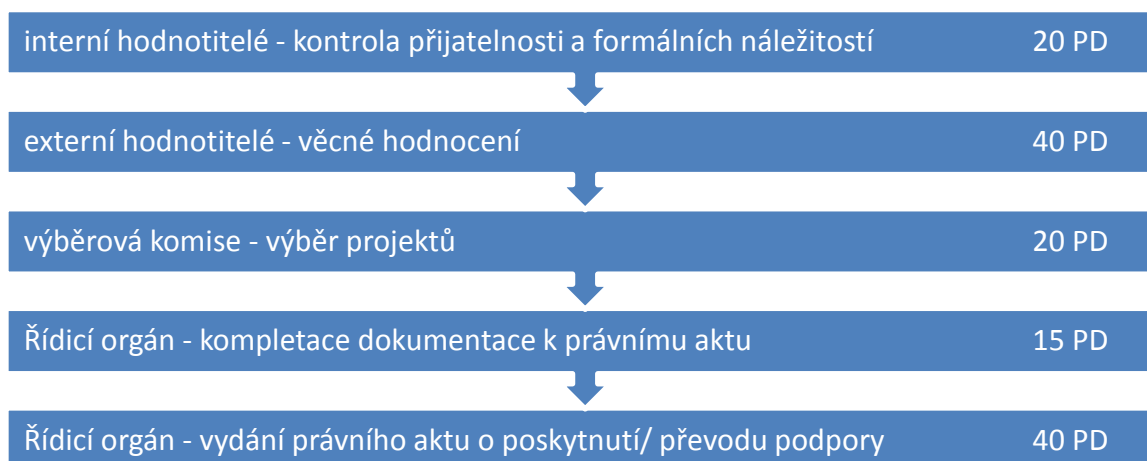 interní hodnotitelé - kontrola přijatelnosti a formálních náležitostí 20 PD
externí hodnotitelé - věcné hodnocení 40 PD
výběrová komise - výběr projektů 20 PD
Řídicí orgán - kompletace dokumentace k právnímu aktu 15 PD
Řídicí orgán - vydání právního aktu o poskytnutí/ převodu podpory 40 PD